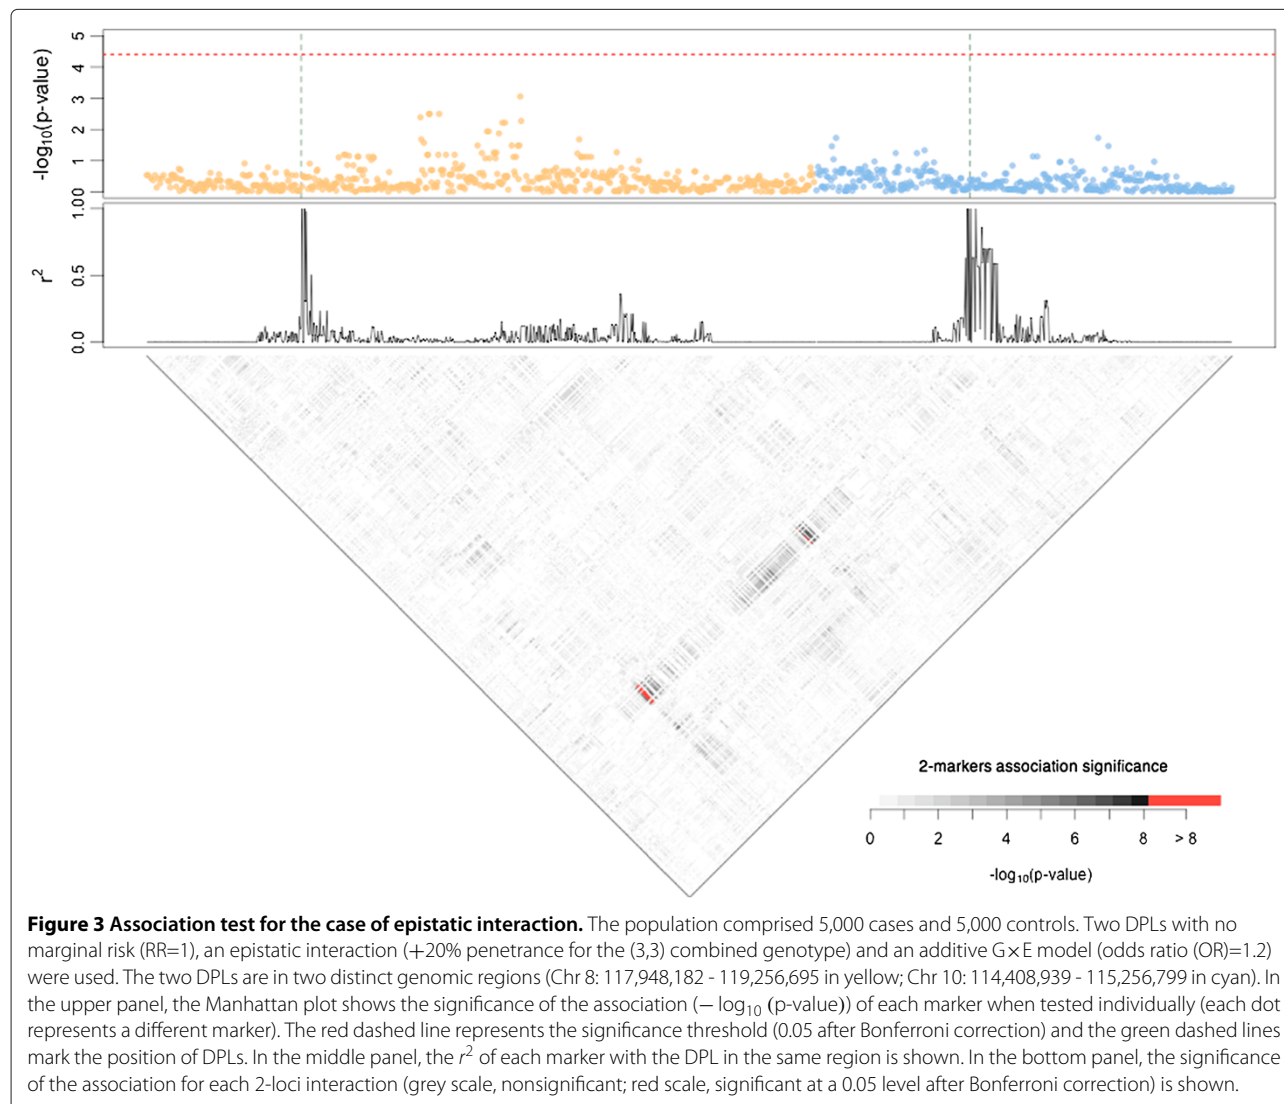 -log10(p-value)
5
4
3
2
1
0
r2
1.0
0.5
0.0
2-markers association significance
0 2 4 6 8 > 8
-log10(p-value)
Figure 3 Association test for the case of epistatic interaction. The population comprised 5,000 cases and 5,000 controls. Two DPLs with no
marginal risk (RR=1), an epistatic interaction (+20% penetrance for the (3,3) combined genotype) and an additive G×E model (odds ratio (OR)=1.2)
were used. The two DPLs are in two distinct genomic regions (Chr 8: 117,948,182 - 119,256,695 in yellow; Chr 10: 114,408,939 - 115,256,799 in cyan). In
the upper panel, the Manhattan plot shows the significance of the association (− log10 (p-value)) of each marker when tested individually (each dot
represents a different marker). The red dashed line represents the significance threshold (0.05 after Bonferroni correction) and the green dashed lines
mark the position of DPLs. In the middle panel, the r2 of each marker with the DPL in the same region is shown. In the bottom panel, the significance
of the association for each 2-loci interaction (grey scale, nonsignificant; red scale, significant at a 0.05 level after Bonferroni correction) is shown.